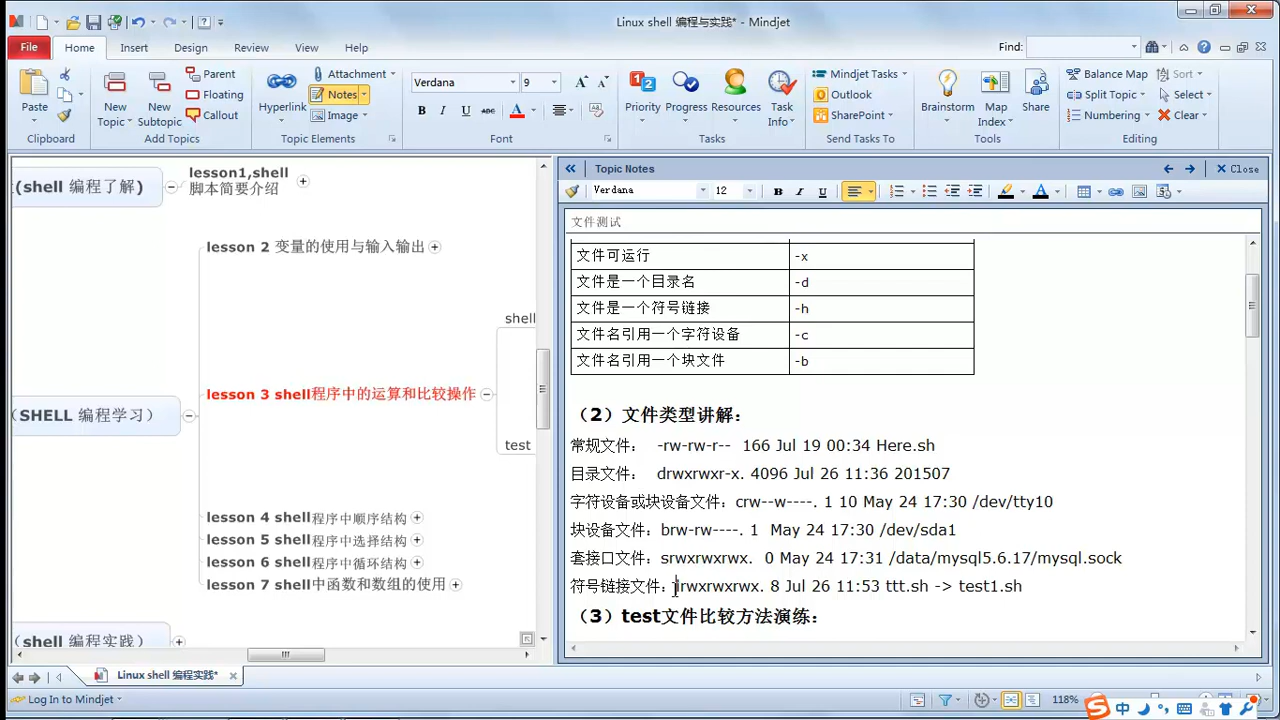 Linux shell 编程与实践* - Mindjet
File
Home
Insert
Design
Review
View
Help
Find:
Paste
Clipboard
New Topic
New Subtopic
Parent
Floating
Callout
Add Topics
Hyperlink
Attachment
Notes
Image
Topic Elements
Verdana
9
B I U abc A
Font
Priority
Progress
Resources
Task Info
Tasks
Mindjet Tasks
Outlook
SharePoint
Send Tasks To
Brainstorm
Map Index
Share
Tools
Balance Map
Split Topic
Numbering
Sort
Select
Clear
Editing
(shell 编程了解)
lesson1,shell
脚本简要介绍
lesson 2 变量的使用与输入输出
shell
lesson 3 shell程序中的运算和比较操作
(SHELL 编程学习)
test
lesson 4 shell程序中顺序结构
lesson 5 shell程序中选择结构
lesson 6 shell程序中循环结构
lesson 7 shell中函数和数组的使用
(shell 编程实践)
Topic Notes
Close
Verdana
12
B I U
文件测试
文件可运行 -x
文件是一个目录名 -d
文件是一个符号链接 -h
文件名引用一个字符设备 -c
文件名引用一个块文件 -b
（2）文件类型讲解：
常规文件： -rw-rw-r-- 166 Jul 19 00:34 Here.sh
目录文件： drwxrwxr-x. 4096 Jul 26 11:36 201507
字符设备或块设备文件：crw--w----. 1 10 May 24 17:30 /dev/tty10
块设备文件：brw-rw----. 1 May 24 17:30 /dev/sda1
套接口文件：srwxrwxrwx. 0 May 24 17:31 /data/mysql5.6.17/mysql.sock
符号链接文件：lrwxrwxrwx. 8 Jul 26 11:53 ttt.sh -> test1.sh
（3）test文件比较方法演练：
Linux shell 编程实践*
Log In to Mindjet
118%
中